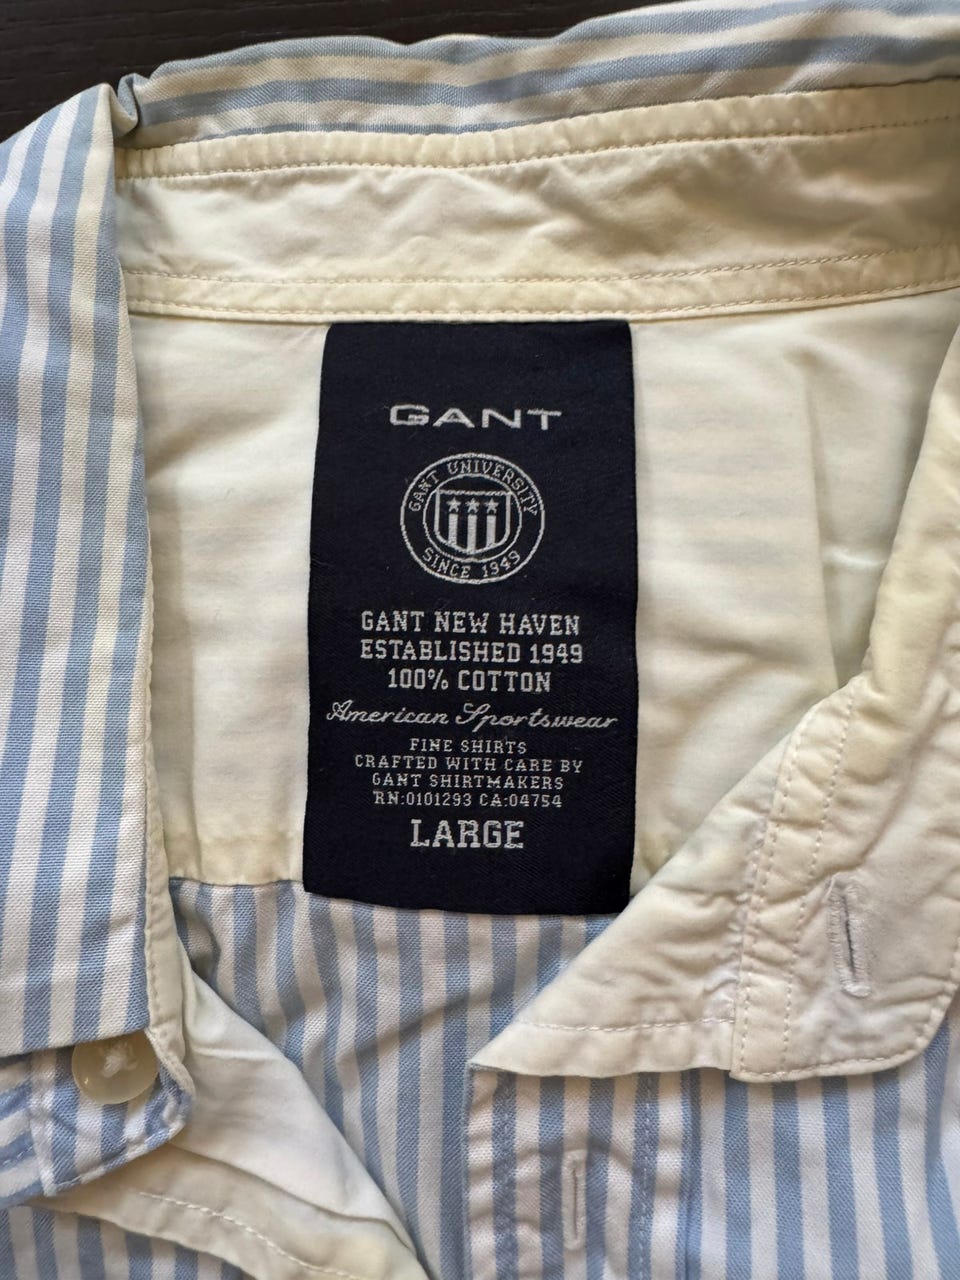 GANT
GANT UNIVERSITY
SINCE 1949
GANT NEW HAVEN
ESTABLISHED 1949
100% COTTON
American Sportswear
FINE SHIRTS
CRAFTED WITH CARE BY
GANT SHIRTMAKERS
RN:0101293 CA:04754
LARGE